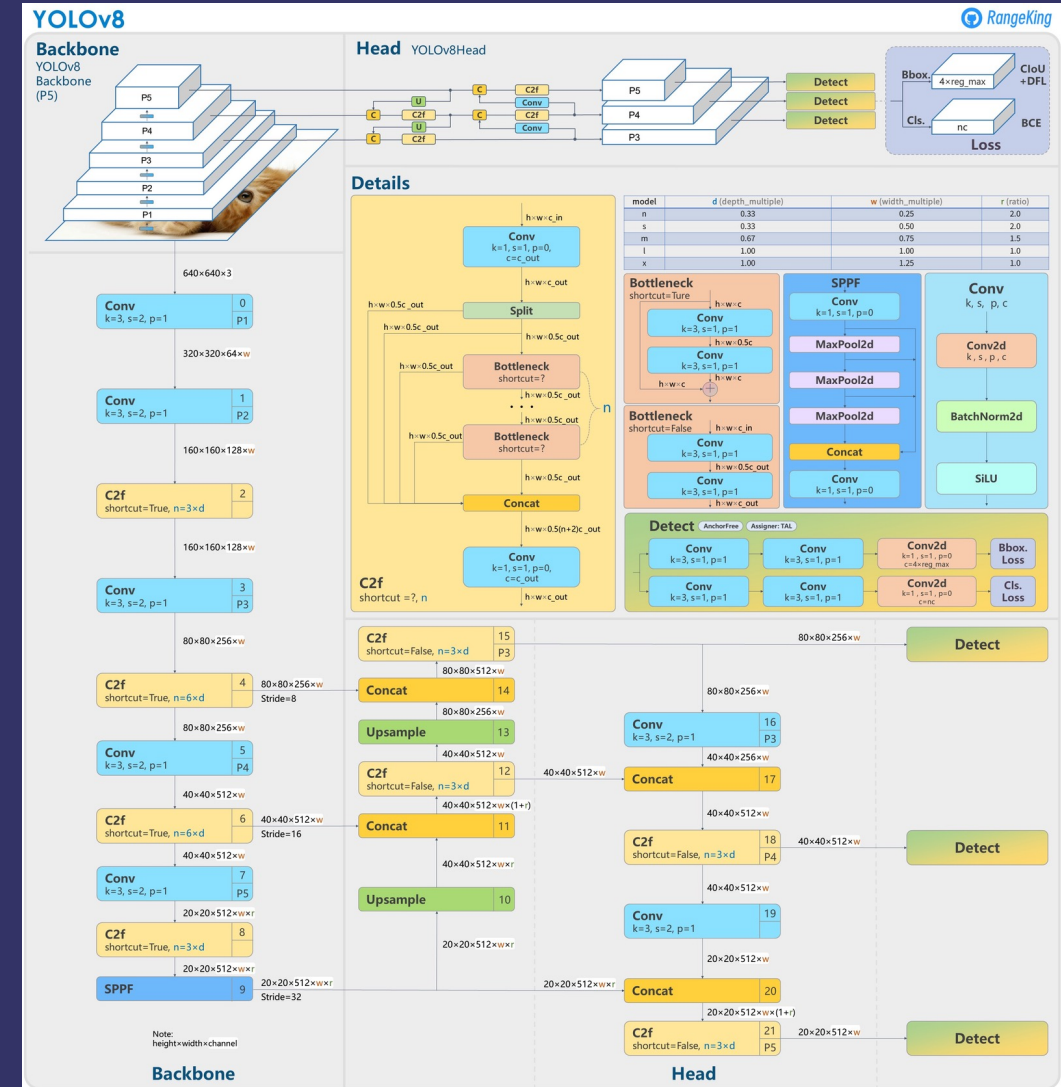 YOLOv8
RangeKing
Backbone
YOLOv8
Backbone
(P5)
P5
P4
P3
P2
P1
Head YOLOv8Head
U
C
C2f
C
C2f
Conv
U
C
C2f
C
C2f
Conv
P5
P4
P3
Detect
Detect
Detect
Bbox.
4×reg_max
CIoU
+DFL
Cls.
nc
BCE
Loss
Details
h×w×c_in
Conv
k=1, s=1, p=0,
c=c_out
h×w×c_out
h×w×0.5c_out
Split
h×w×0.5c_out
h×w×0.5c_out
h×w×0.5c_out
Bottleneck
shortcut=?
h×w×0.5c_out
• • •
h×w×0.5c_out
n
h×w×0.5c_out
Bottleneck
shortcut=?
h×w×0.5c_out
Concat
h×w×0.5(n+2)c_out
Conv
k=1, s=1, p=0,
c=c_out
h×w×c_out
C2f
shortcut =?, n
model d (depth_multiple) w (width_multiple) r (ratio)
n 0.33 0.25 2.0
s 0.33 0.50 2.0
m 0.67 0.75 1.5
l 1.00 1.00 1.0
x 1.00 1.25 1.0
Bottleneck
shortcut=Ture
h×w×c
Conv
k=3, s=1, p=1
h×w×0.5c
Conv
k=3, s=1, p=1
h×w×c
h×w×c
Bottleneck
shortcut=False
h×w×c_in
Conv
k=3, s=1, p=1
h×w×0.5c_out
Conv
k=3, s=1, p=1
h×w×c_out
SPPF
Conv
k=1, s=1, p=0
MaxPool2d
MaxPool2d
MaxPool2d
Concat
Conv
k=1, s=1, p=0
Conv
k, s, p, c
Conv2d
k, s, p, c
BatchNorm2d
SiLU
Detect AnchorFree Assigner: TAL
Conv
k=3, s=1, p=1
Conv
k=3, s=1, p=1
Conv2d
k=1, s=1, p=0
c=4×reg_max
Bbox.
Loss
Conv
k=3, s=1, p=1
Conv
k=3, s=1, p=1
Conv2d
k=1, s=1, p=0
c=nc
Cls.
Loss
640×640×3
Conv 0
k=3, s=2, p=1 P1
320×320×64×w
Conv 1
k=3, s=2, p=1 P2
160×160×128×w
C2f 2
shortcut=True, n=3×d
160×160×128×w
Conv 3
k=3, s=2, p=1 P3
80×80×256×w
C2f 4
shortcut=True, n=6×d
80×80×256×w
Stride=8
80×80×256×w
Conv 5
k=3, s=2, p=1 P4
40×40×512×w
C2f 6
shortcut=True, n=6×d
40×40×512×w
Stride=16
40×40×512×w
Conv 7
k=3, s=2, p=1 P5
20×20×512×w×r
C2f 8
shortcut=True, n=3×d
20×20×512×w×r
SPPF 9
20×20×512×w×r
Stride=32
Note:
height×width×channel
Backbone
C2f 15
shortcut=False, n=3×d P3
80×80×512×w
Concat 14
80×80×256×w
Upsample 13
40×40×512×w
C2f 12
shortcut=False, n=3×d
40×40×512×w
40×40×512×w×(1+r)
Concat 11
40×40×512×w×r
Upsample 10
20×20×512×w×r
80×80×256×w
Detect
80×80×256×w
Conv 16
k=3, s=2, p=1 P3
40×40×256×w
Concat 17
40×40×512×w
C2f 18
shortcut=False, n=3×d P4
40×40×512×w
Detect
40×40×512×w
Conv 19
k=3, s=2, p=1
20×20×512×w
20×20×512×w×r
Concat 20
20×20×512×w×(1+r)
C2f 21
shortcut=False, n=3×d P5
20×20×512×w
Detect
Head